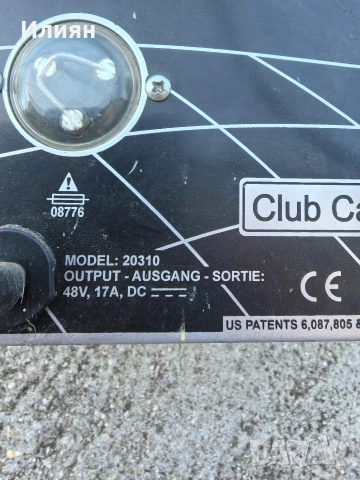 Илиян
08776
Club Ca
MODEL: 20310
OUTPUT - AUSGANG - SORTIE:
48V, 17A, DC
CE
US PATENTS 6,087,805 &